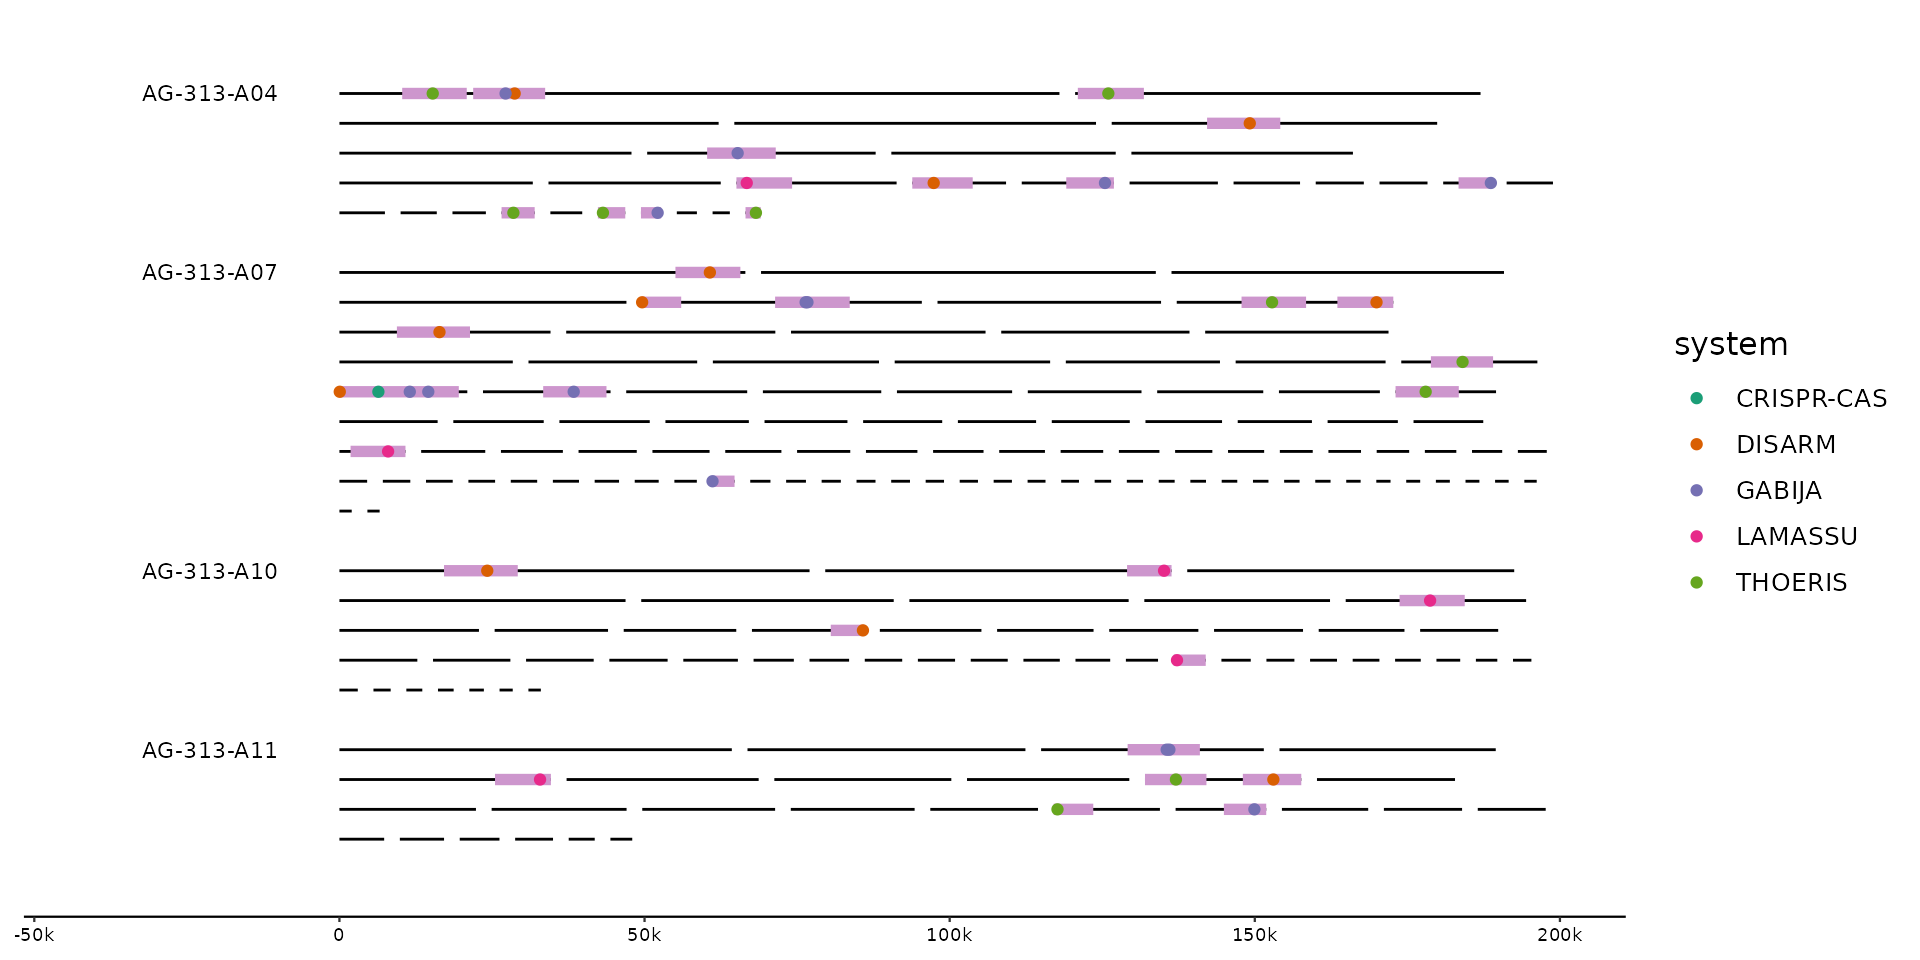 AG-313-A04
AG-313-A07
AG-313-A10
AG-313-A11
system
CRISPR-CAS
DISARM
GABIJA
LAMASSU
THOERIS
-50k 0 50k 100k 150k 200k